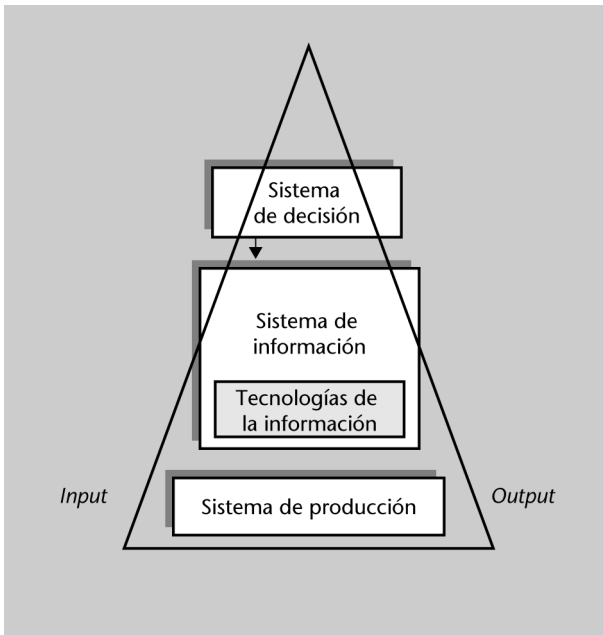 Sistema
de decisión
Sistema de
información
Tecnologías de
la información
Input
Sistema de producción
Output